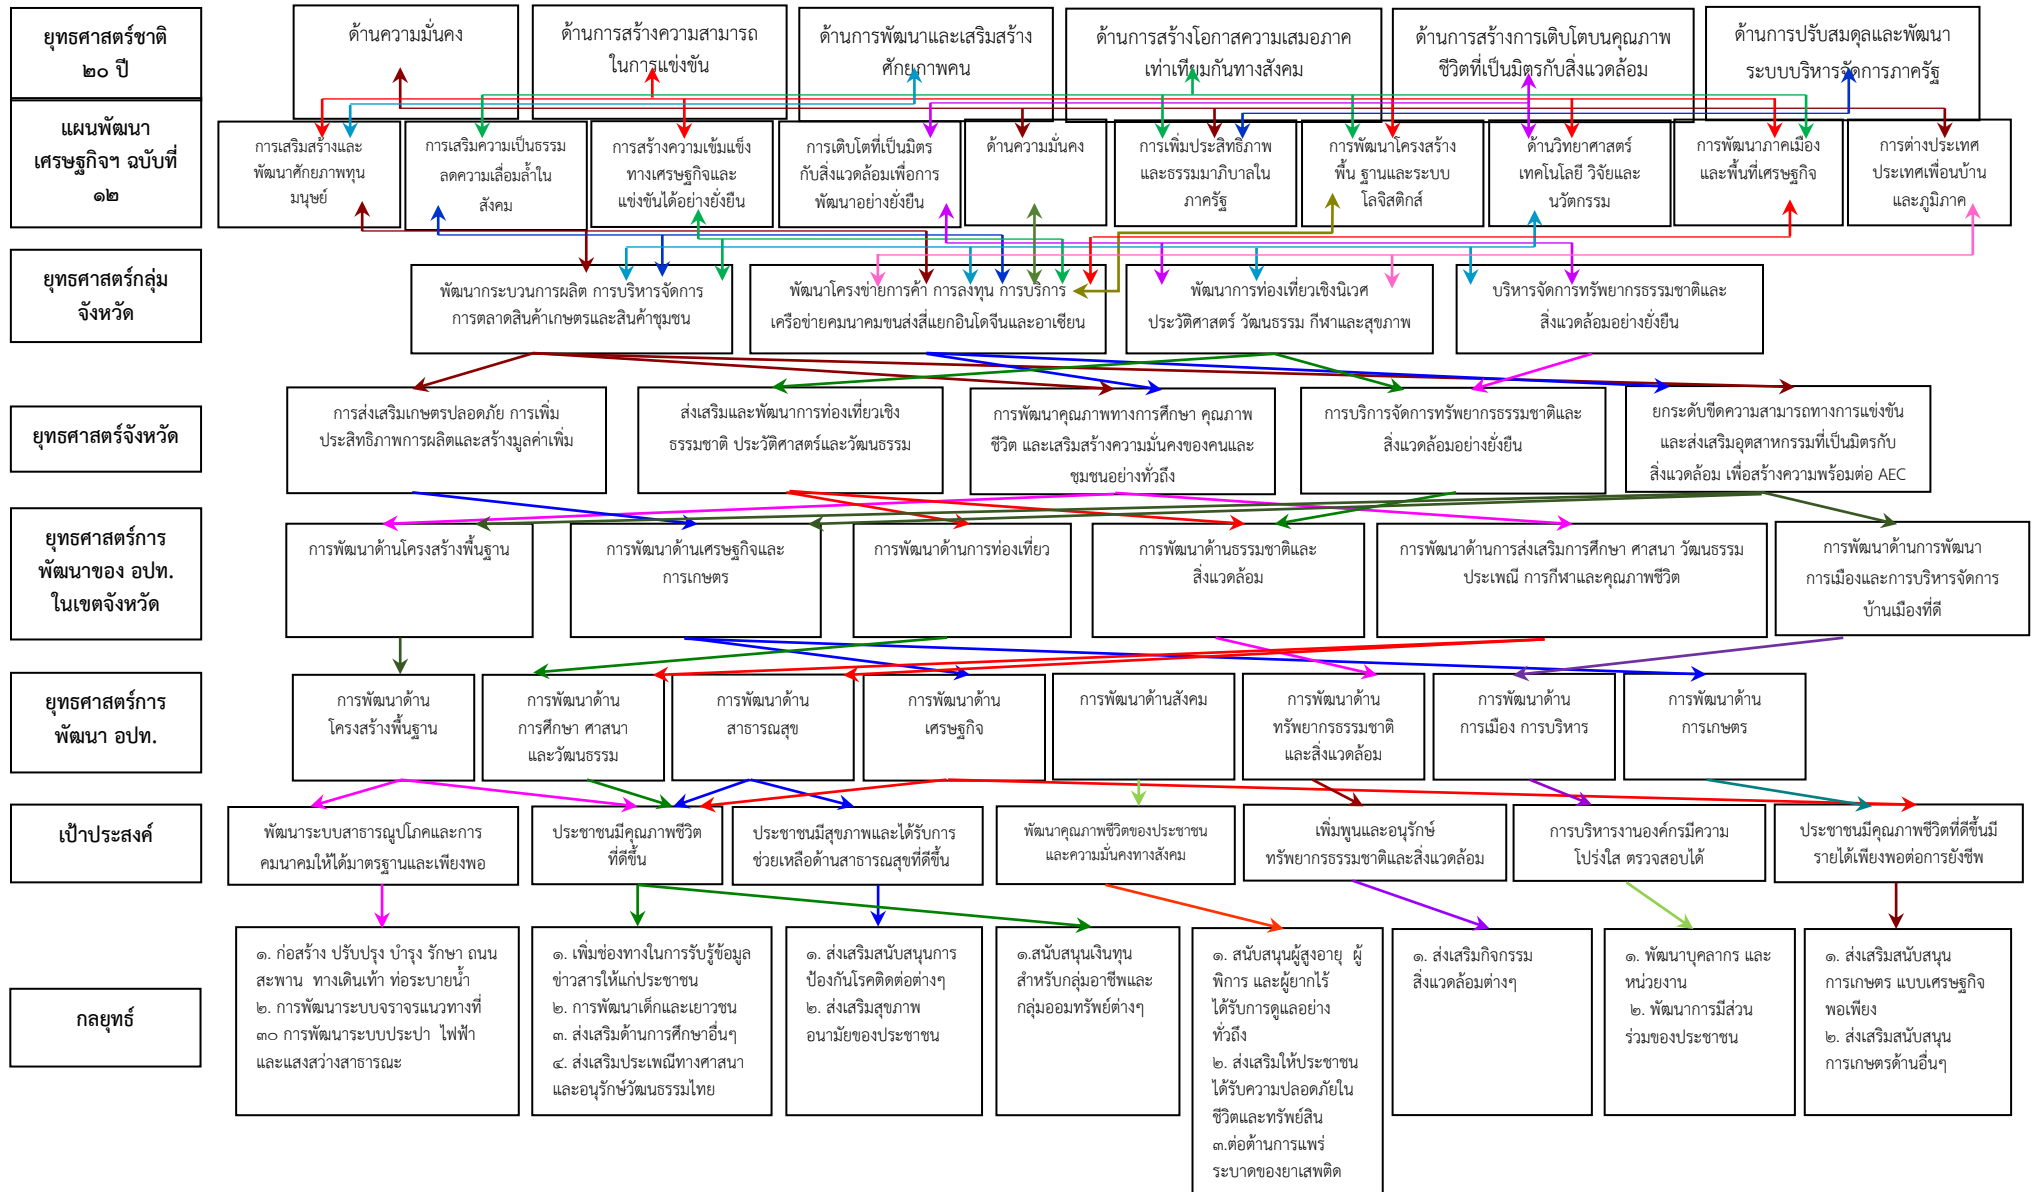 ยุทธศาสตร์ชาติ
๒๐ ปี
ด้านความมั่นคง
ด้านการสร้างความสามารถ
ในการแข่งขัน
ด้านการพัฒนาและเสริมสร้าง
ศักยภาพคน
ด้านการสร้างโอกาสความเสมอภาค
เท่าเทียมกันทางสังคม
ด้านการสร้างการเติบโตบนคุณภาพ
ชีวิตที่เป็นมิตรกับสิ่งแวดล้อม
ด้านการปรับสมดุลและพัฒนา
ระบบบริหารจัดการภาครัฐ
แผนพัฒนา
เศรษฐกิจฯ ฉบับที่
๑๒
การเสริมสร้างและ
พัฒนาศักยภาพทุน
มนุษย์
การเสริมความเป็นธรรม
ลดความเลื่อมล้ำใน
สังคม
การสร้างความเข้มแข็ง
ทางเศรษฐกิจและ
แข่งขันได้อย่างยั่งยืน
การเติบโตที่เป็นมิตร
กับสิ่งแวดล้อมเพื่อการ
พัฒนาอย่างยั่งยืน
ด้านความมั่นคง
การเพิ่มประสิทธิภาพ
และธรรมมาภิบาลใน
ภาครัฐ
การพัฒนาโครงสร้าง
พื้น ฐานและระบบ
โลจิสติกส์
ด้านวิทยาศาสตร์
เทคโนโลยี วิจัยและ
นวัตกรรม
การพัฒนาภาคเมือง
และพื้นที่เศรษฐกิจ
การต่างประเทศ
ประเทศเพื่อนบ้าน
และภูมิภาค
ยุทธศาสตร์กลุ่ม
จังหวัด
พัฒนากระบวนการผลิต การบริหารจัดการ
การตลาดสินค้าเกษตรและสินค้าชุมชน
พัฒนาโครงข่ายการค้า การลงทุน การบริการ
เครือข่ายคมนาคมขนส่งสี่แยกอินโดจีนและอาเซียน
พัฒนาการท่องเที่ยวเชิงนิเวศ
ประวัติศาสตร์ วัฒนธรรม กีฬาและสุขภาพ
บริหารจัดการทรัพยากรธรรมชาติและ
สิ่งแวดล้อมอย่างยั่งยืน
ยุทธศาสตร์จังหวัด
การส่งเสริมเกษตรปลอดภัย การเพิ่ม
ประสิทธิภาพการผลิตและสร้างมูลค่าเพิ่ม
ส่งเสริมและพัฒนาการท่องเที่ยวเชิง
ธรรมชาติ ประวัติศาสตร์และวัฒนธรรม
การพัฒนาคุณภาพทางการศึกษา คุณภาพ
ชีวิต และเสริมสร้างความมั่นคงของคนและ
ชุมชนอย่างทั่วถึง
การบริการจัดการทรัพยากรธรรมชาติและ
สิ่งแวดล้อมอย่างยั่งยืน
ยกระดับขีดความสามารถทางการแข่งขัน
และส่งเสริมอุตสาหกรรมที่เป็นมิตรกับ
สิ่งแวดล้อม เพื่อสร้างความพร้อมต่อ AEC
ยุทธศาสตร์การ
พัฒนาของ อปท.
ในเขตจังหวัด
การพัฒนาด้านโครงสร้างพื้นฐาน
การพัฒนาด้านเศรษฐกิจและ
การเกษตร
การพัฒนาด้านการท่องเที่ยว
การพัฒนาด้านธรรมชาติและ
สิ่งแวดล้อม
การพัฒนาด้านการส่งเสริมการศึกษา ศาสนา วัฒนธรรม
ประเพณี การกีฬาและคุณภาพชีวิต
การพัฒนาด้านการพัฒนา
การเมืองและการบริหารจัดการ
บ้านเมืองที่ดี
ยุทธศาสตร์การ
พัฒนา อปท.
การพัฒนาด้าน
โครงสร้างพื้นฐาน
การพัฒนาด้าน
การศึกษา ศาสนา
และวัฒนธรรม
การพัฒนาด้าน
สาธารณสุข
การพัฒนาด้าน
เศรษฐกิจ
การพัฒนาด้านสังคม
การพัฒนาด้าน
ทรัพยากรธรรมชาติ
และสิ่งแวดล้อม
การพัฒนาด้าน
การเมือง การบริหาร
การพัฒนาด้าน
การเกษตร
เป้าประสงค์
พัฒนาระบบสาธารณูปโภคและการ
คมนาคมให้ได้มาตรฐานและเพียงพอ
ประชาชนมีคุณภาพชีวิต
ที่ดีขึ้น
ประชาชนมีสุขภาพและได้รับการ
ช่วยเหลือด้านสาธารณสุขที่ดีขึ้น
พัฒนาคุณภาพชีวิตของประชาชน
และความมั่นคงทางสังคม
เพิ่มพูนและอนุรักษ์
ทรัพยากรธรรมชาติและสิ่งแวดล้อม
การบริหารงานองค์กรมีความ
โปร่งใส ตรวจสอบได้
ประชาชนมีคุณภาพชีวิตที่ดีขึ้นมี
รายได้เพียงพอต่อการยังชีพ
กลยุทธ์
๑. ก่อสร้าง ปรับปรุง บำรุง รักษา ถนน
สะพาน ทางเดินเท้า ท่อระบายน้ำ
๒. การพัฒนาระบบจราจรแนวทางที่
๓๐ การพัฒนาระบบประปา ไฟฟ้า
และแสงสว่างสาธารณะ
๑. เพิ่มช่องทางในการรับรู้ข้อมูล
ข่าวสารให้แก่ประชาชน
๒. การพัฒนาเด็กและเยาวชน
๓. ส่งเสริมด้านการศึกษาอื่นๆ
๔. ส่งเสริมประเพณีทางศาสนา
และอนุรักษ์วัฒนธรรมไทย
๑. ส่งเสริมสนับสนุนการ
ป้องกันโรคติดต่อต่างๆ
๒. ส่งเสริมสุขภาพ
อนามัยของประชาชน
๑.สนับสนุนเงินทุน
สำหรับกลุ่มอาชีพและ
กลุ่มออมทรัพย์ต่างๆ
๑. สนับสนุนผู้สูงอายุ ผู้
พิการ และผู้ยากไร้
ได้รับการดูแลอย่าง
ทั่วถึง
๒. ส่งเสริมให้ประชาชน
ได้รับความปลอดภัยใน
ชีวิตและทรัพย์สิน
๓.ต่อต้านการแพร่
ระบาดของยาเสพติด
๑. ส่งเสริมกิจกรรม
สิ่งแวดล้อมต่างๆ
๑. พัฒนาบุคลากร และ
หน่วยงาน
๒. พัฒนาการมีส่วน
ร่วมของประชาชน
๑. ส่งเสริมสนับสนุน
การเกษตร แบบเศรษฐกิจ
พอเพียง
๒. ส่งเสริมสนับสนุน
การเกษตรด้านอื่นๆ